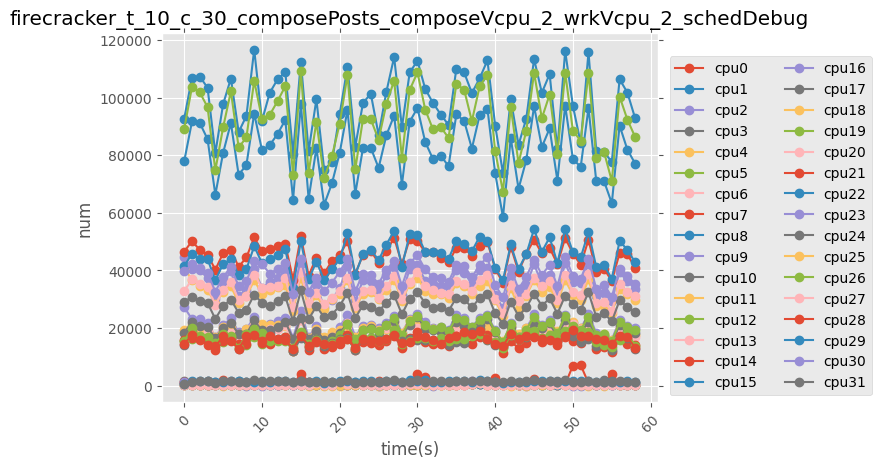 firecracker_t_10_c_30_composePosts_composeVcpu_2_wrkVcpu_2_schedDebug
num
120000
100000
80000
60000
40000
20000
0
0 10 20 30 40 50 60
time(s)
cpu0 cpu16
cpu1 cpu17
cpu2 cpu18
cpu3 cpu19
cpu4 cpu20
cpu5 cpu21
cpu6 cpu22
cpu7 cpu23
cpu8 cpu24
cpu9 cpu25
cpu10 cpu26
cpu11 cpu27
cpu12 cpu28
cpu13 cpu29
cpu14 cpu30
cpu15 cpu31